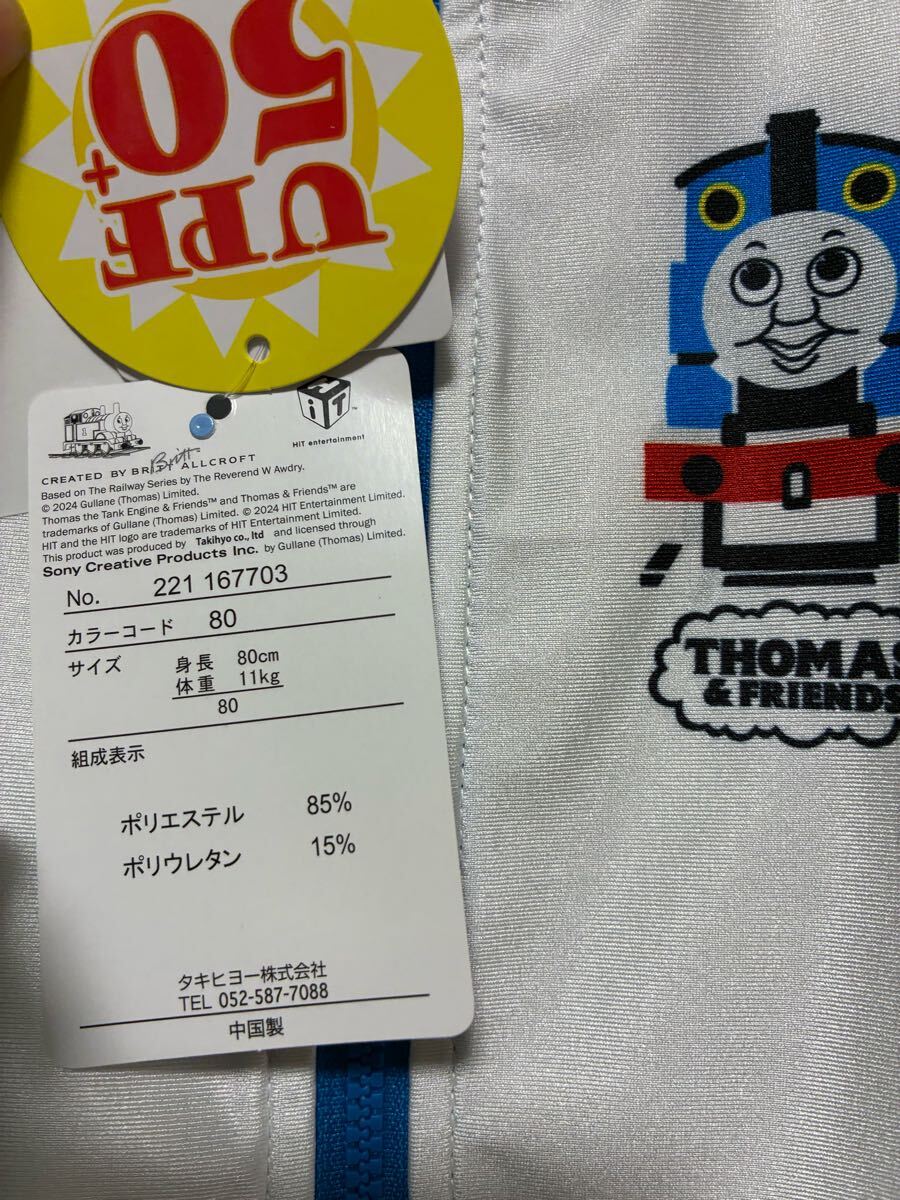 UPF
50+
HiT
™
HiT entertainment
Britt
CREATED BY BRITT ALLCROFT
Based on The Railway Series by The Reverend W Awdry.
© 2024 Gullane (Thomas) Limited.
Thomas the Tank Engine & Friends™ and Thomas & Friends™ are
trademarks of Gullane (Thomas) Limited. © 2024 HIT Entertainment Limited.
HIT and the HIT logo are trademarks of HIT Entertainment Limited.
This product was produced by Takihyo co., ltd and licensed through
Sony Creative Products Inc. by Gullane (Thomas) Limited.
No. 221 167703
カラーコード 80
サイズ 身長 80cm
体重 11kg
80
組成表示
ポリエステル 85%
ポリウレタン 15%
タキヒヨー株式会社
TEL 052-587-7088
中国製
THOMAS
& FRIENDS